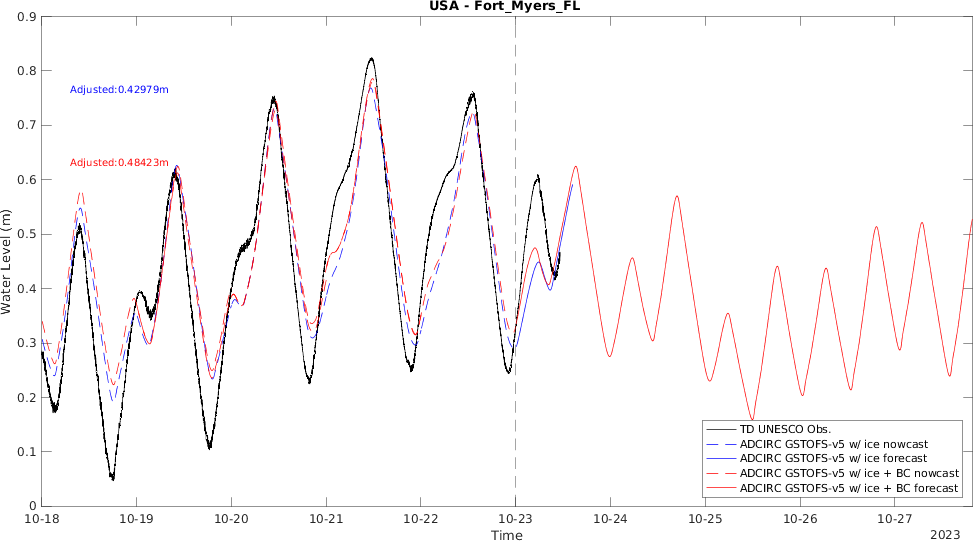 USA - Fort_Myers_FL
0.9
0.8
0.7
0.6
0.5
0.4
0.3
0.2
0.1
0
Water Level (m)
Adjusted:0.42979m
Adjusted:0.48423m
TD UNESCO Obs.
ADCIRC GSTOFS-v5 w/ ice nowcast
ADCIRC GSTOFS-v5 w/ ice forecast
ADCIRC GSTOFS-v5 w/ ice + BC nowcast
ADCIRC GSTOFS-v5 w/ ice + BC forecast
10-18 10-19 10-20 10-21 10-22 10-23 10-24 10-25 10-26 10-27
Time
2023